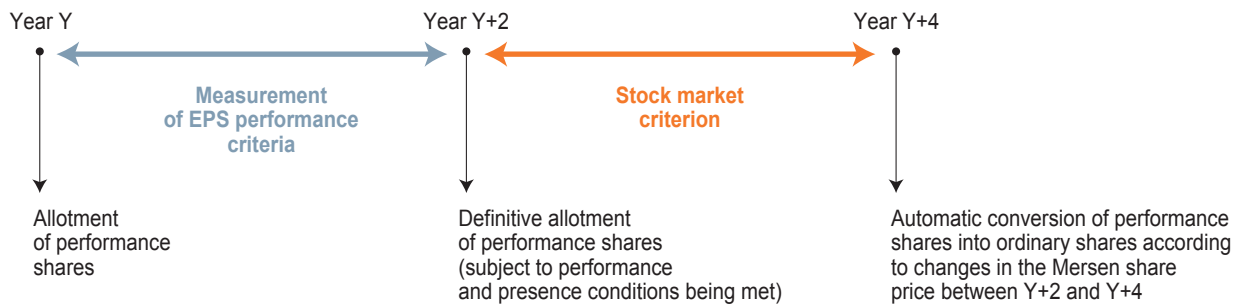 Year Y
Year Y+2
Year Y+4
Measurement
of EPS performance
criteria
Stock market
criterion
Allotment
of performance
shares
Definitive allotment
of performance shares
(subject to performance
and presence conditions being met)
Automatic conversion of performance
shares into ordinary shares according
to changes in the Mersen share
price between Y+2 and Y+4